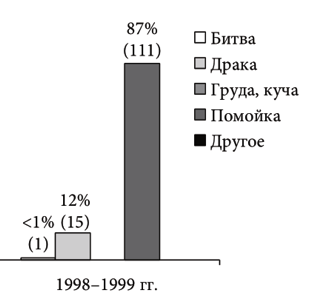 87%
(111)
Битва
Драка
Груда, куча
Помойка
Другое
12%
<1% (15)
(1)
1998–1999 гг.